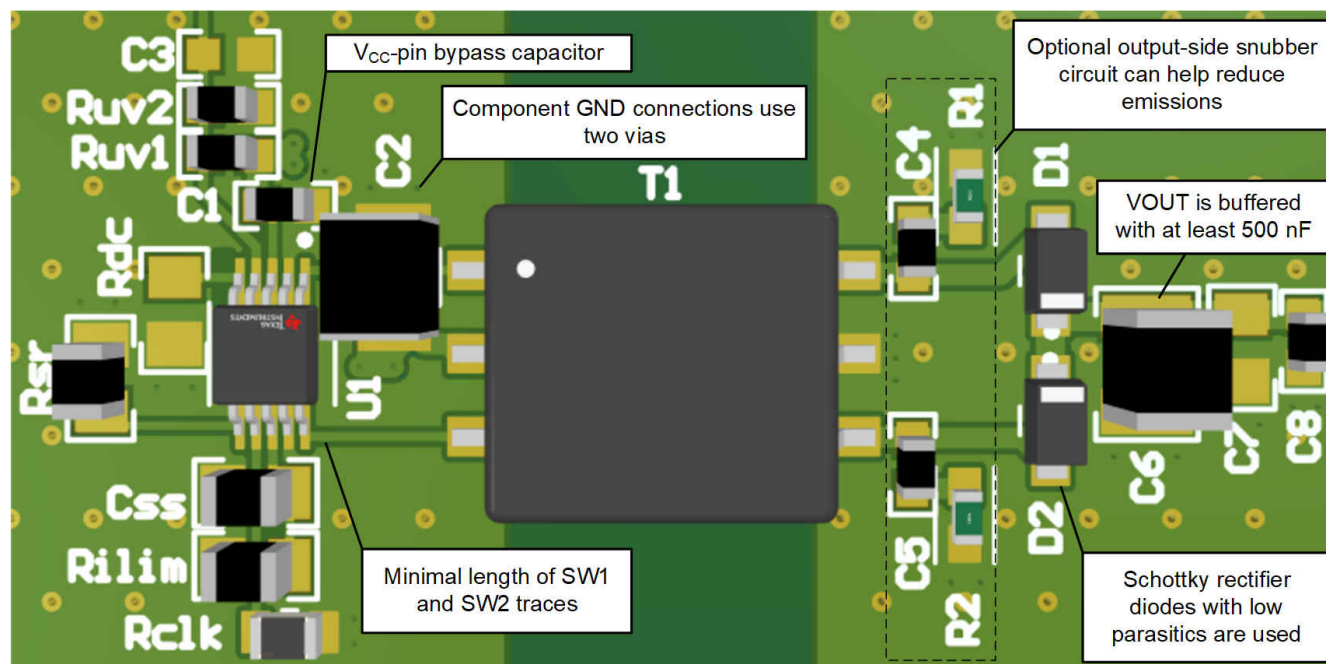 C3
V_CC-pin bypass capacitor
Optional output-side snubber
circuit can help reduce
emissions
Ruv2
Ruv1
Component GND connections use
two vias
C2
C4
R1
T1
D1
C1
VOUT is buffered
with at least 500 nF
Rdc
TEXAS
INSTRUMENTS
Rsr
U1
C6
C7
C8
Css
C5
D2
Rilim
Minimal length of SW1
and SW2 traces
Schottky rectifier
diodes with low
parasitics are used
Rclk
R2